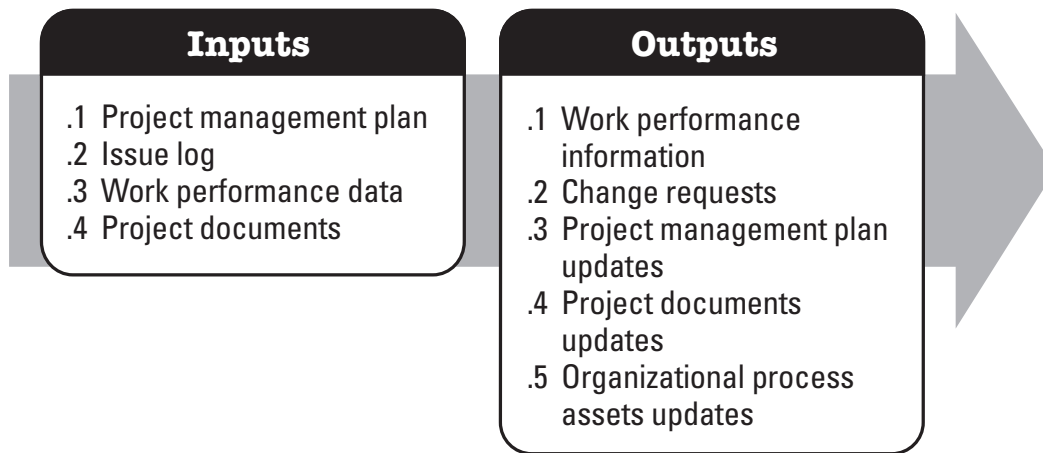 Inputs
.1 Project management plan
.2 Issue log
.3 Work performance data
.4 Project documents
Outputs
.1 Work performance
information
.2 Change requests
.3 Project management plan
updates
.4 Project documents
updates
.5 Organizational process
assets updates